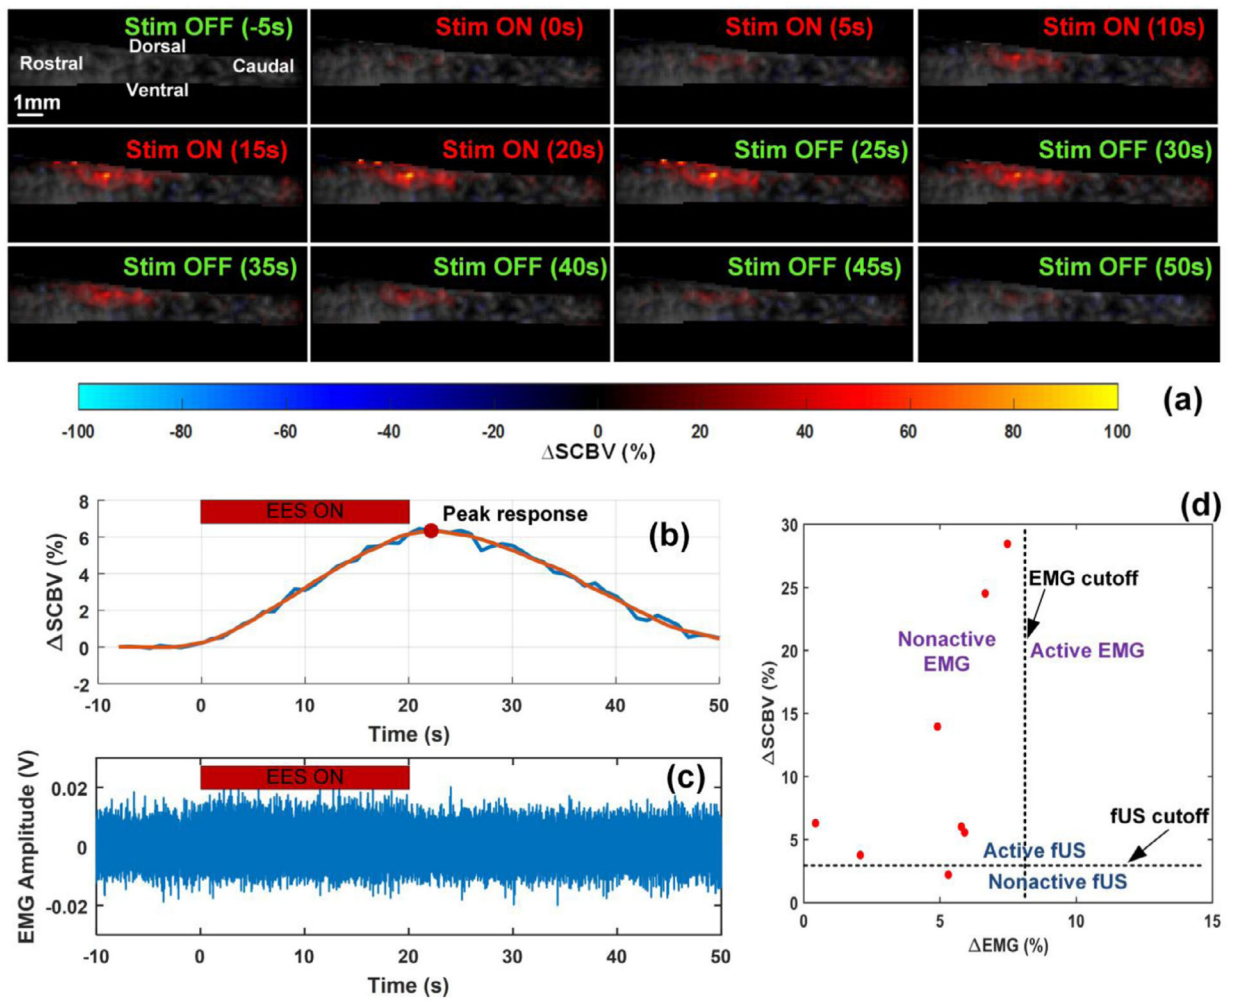 Stim OFF (-5s)
Stim ON (0s)
Stim ON (5s)
Stim ON (10s)
Dorsal
Rostral
Caudal
Ventral
1mm
Stim ON (15s)
Stim ON (20s)
Stim OFF (25s)
Stim OFF (30s)
Stim OFF (35s)
Stim OFF (40s)
Stim OFF (45s)
Stim OFF (50s)
(a)
-100 -80 -60 -40 -20 0 20 40 60 80 100
ΔSCBV (%)
(b)
EES ON
Peak response
8
6
4
2
0
-2
ΔSCBV (%)
-10 0 10 20 30 40 50
Time (s)
(c)
EES ON
0.02
0
-0.02
EMG Amplitude (V)
-10 0 10 20 30 40 50
Time (s)
(d)
30
25
20
15
10
5
0
ΔSCBV (%)
EMG cutoff
Nonactive
EMG
Active EMG
fUS cutoff
Active fUS
Nonactive fUS
0 5 10 15
ΔEMG (%)